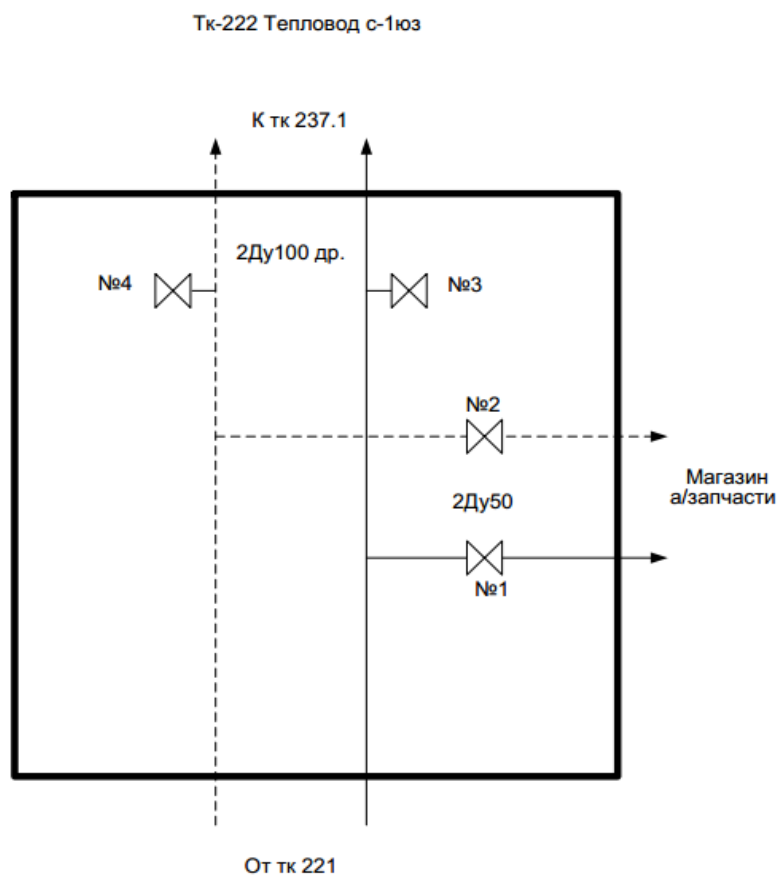 Тк-222 Тепловод с-1юз
К тк 237.1
2Ду100 др.
№4
№3
№2
Магазин
а/запчасти
2Ду50
№1
От тк 221